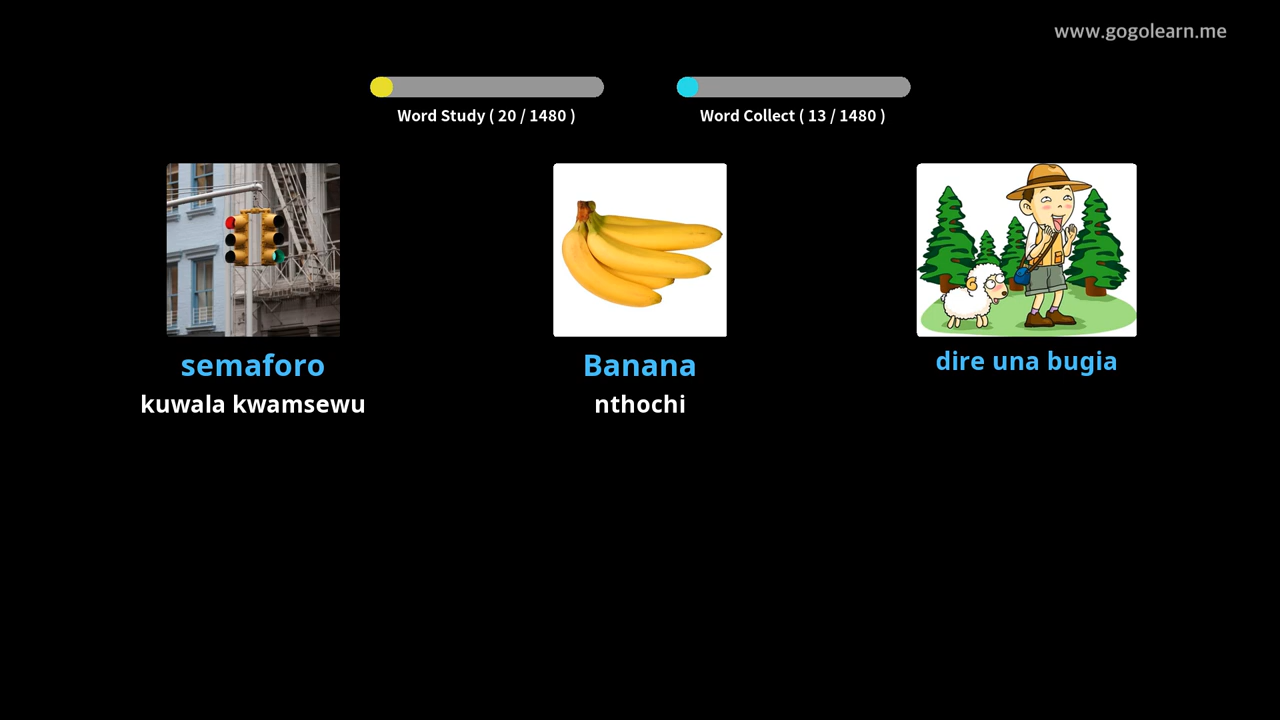 www.gogolearn.me
Word Study ( 20 / 1480 )
Word Collect ( 13 / 1480 )
semaforo
kuwala kwamsewu
Banana
nthochi
dire una bugia